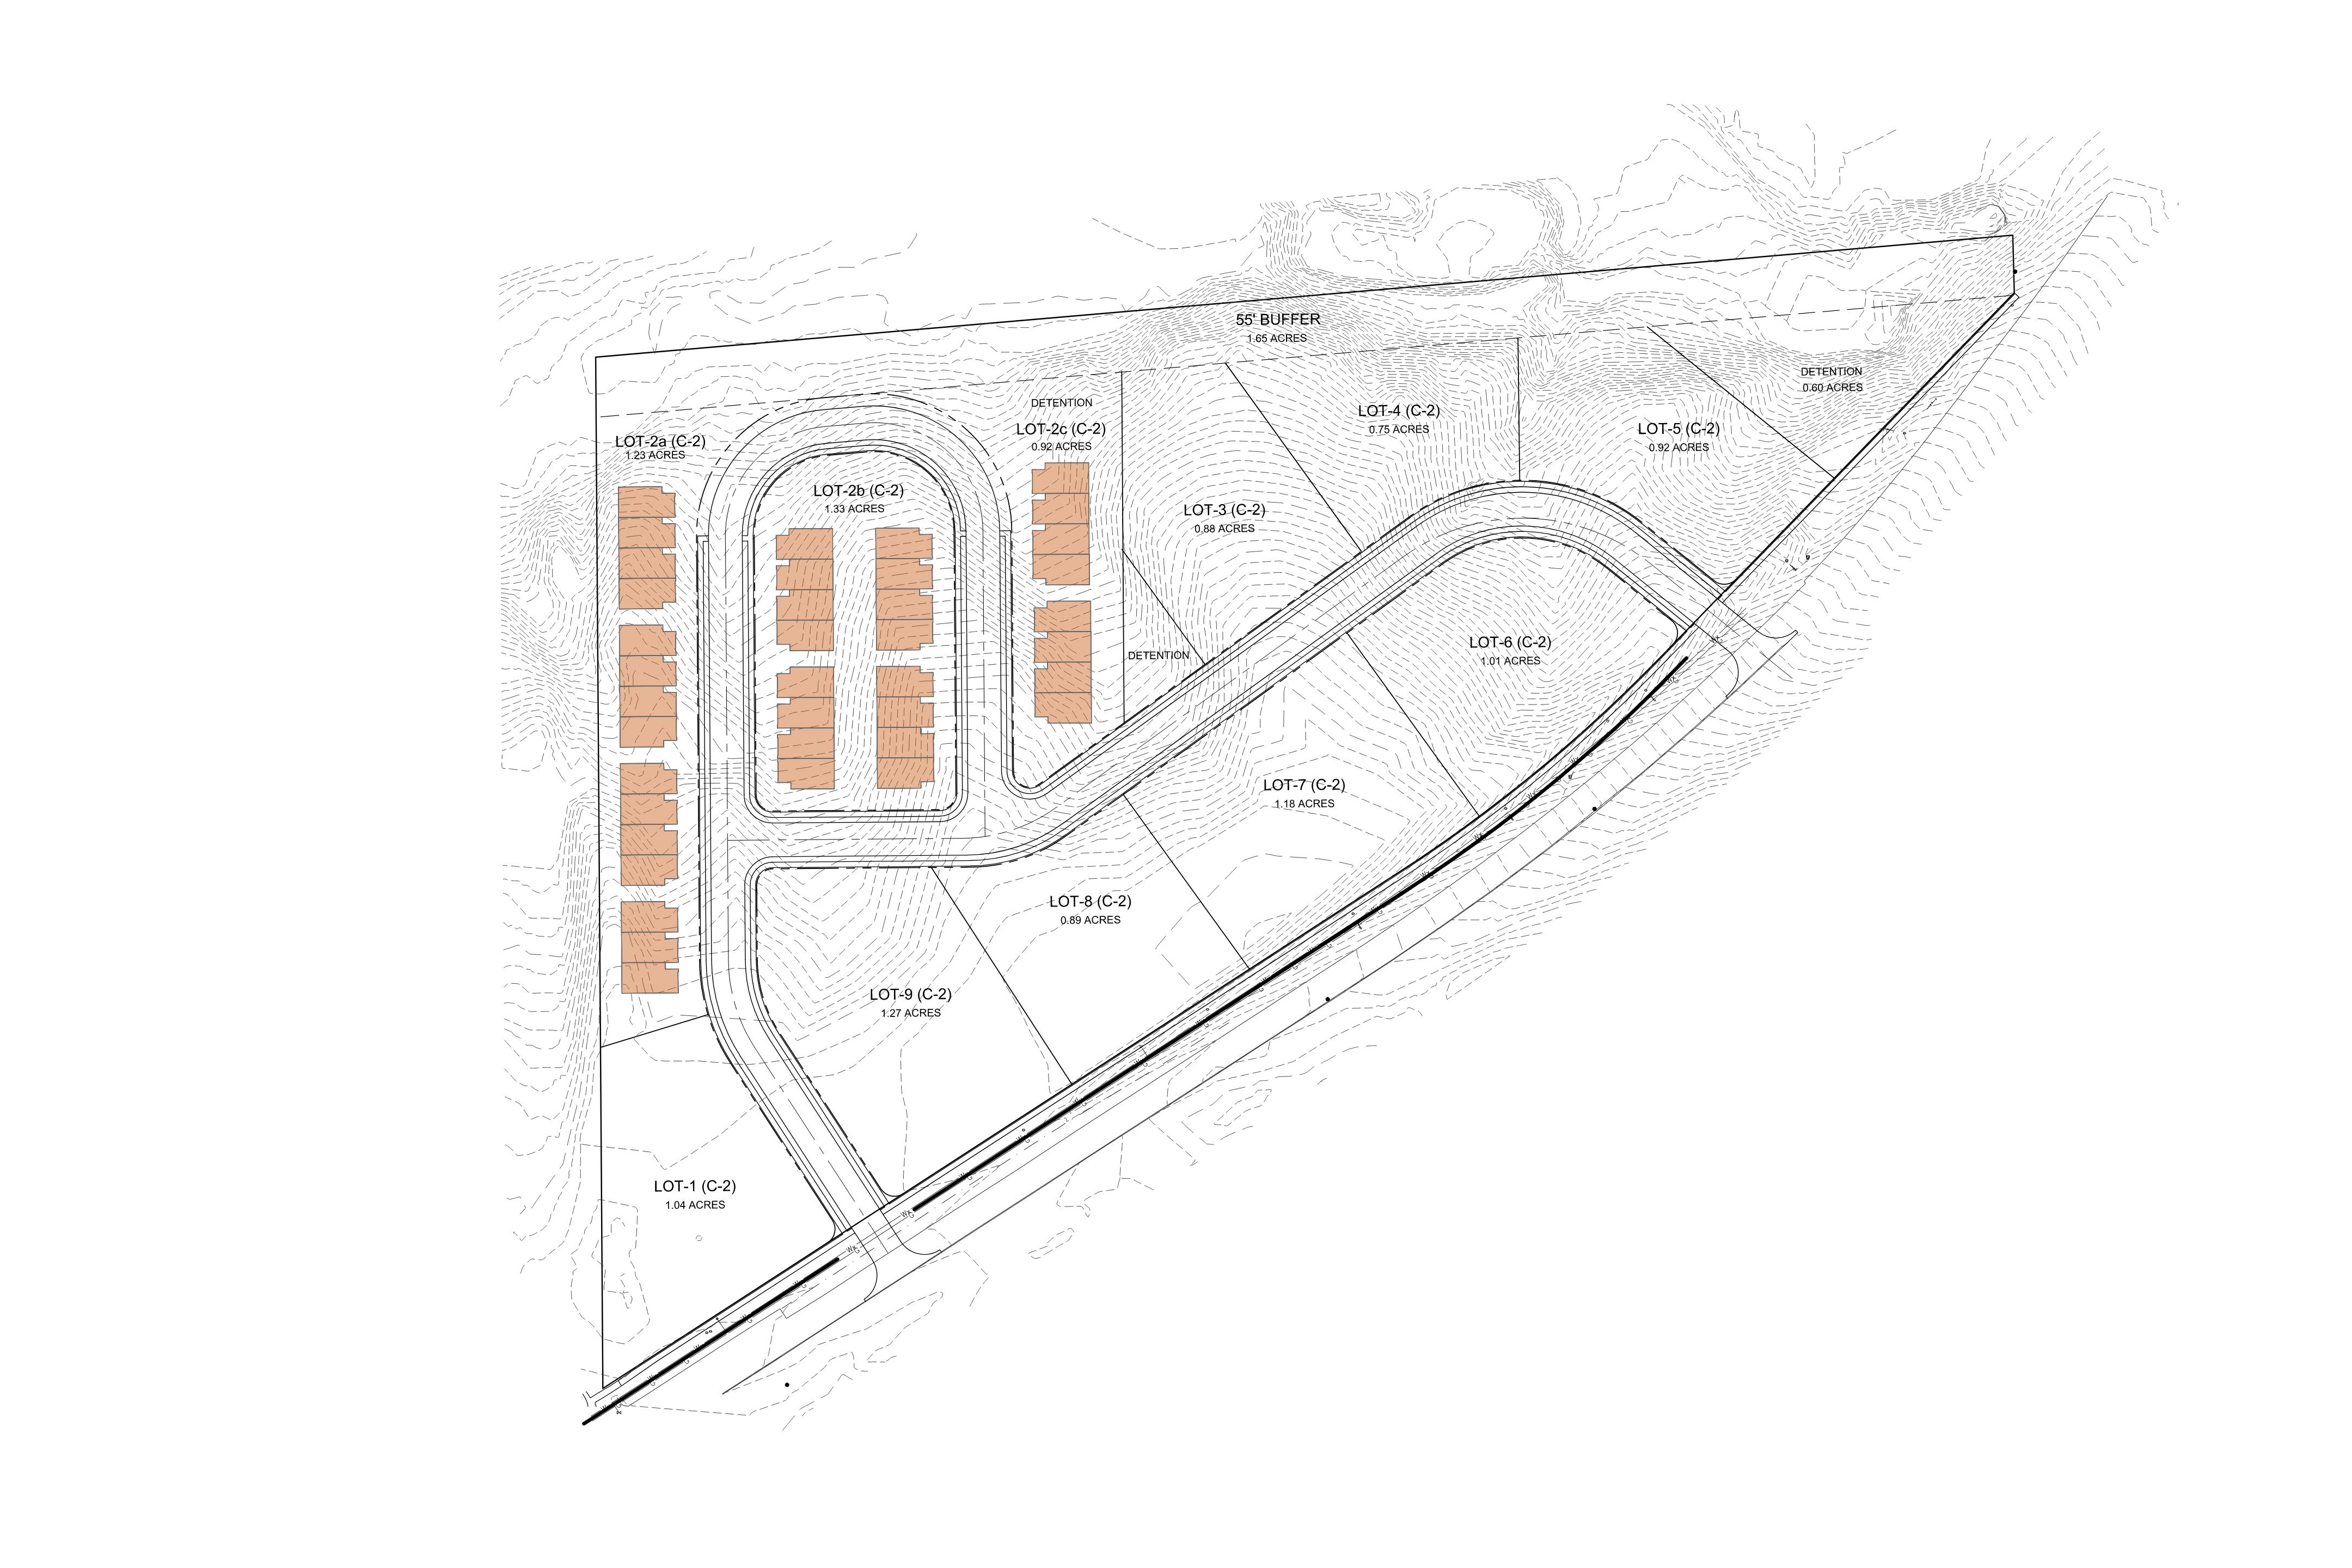 55' BUFFER
1.65 ACRES
DETENTION
0.60 ACRES
LOT-2a (C-2)
1.23 ACRES
LOT-2b (C-2)
1.33 ACRES
DETENTION
LOT-2c (C-2)
0.92 ACRES
LOT-4 (C-2)
0.75 ACRES
LOT-5 (C-2)
0.92 ACRES
LOT-3 (C-2)
0.88 ACRES
DETENTION
LOT-6 (C-2)
1.01 ACRES
LOT-7 (C-2)
1.18 ACRES
LOT-8 (C-2)
0.89 ACRES
LOT-9 (C-2)
1.27 ACRES
LOT-1 (C-2)
1.04 ACRES